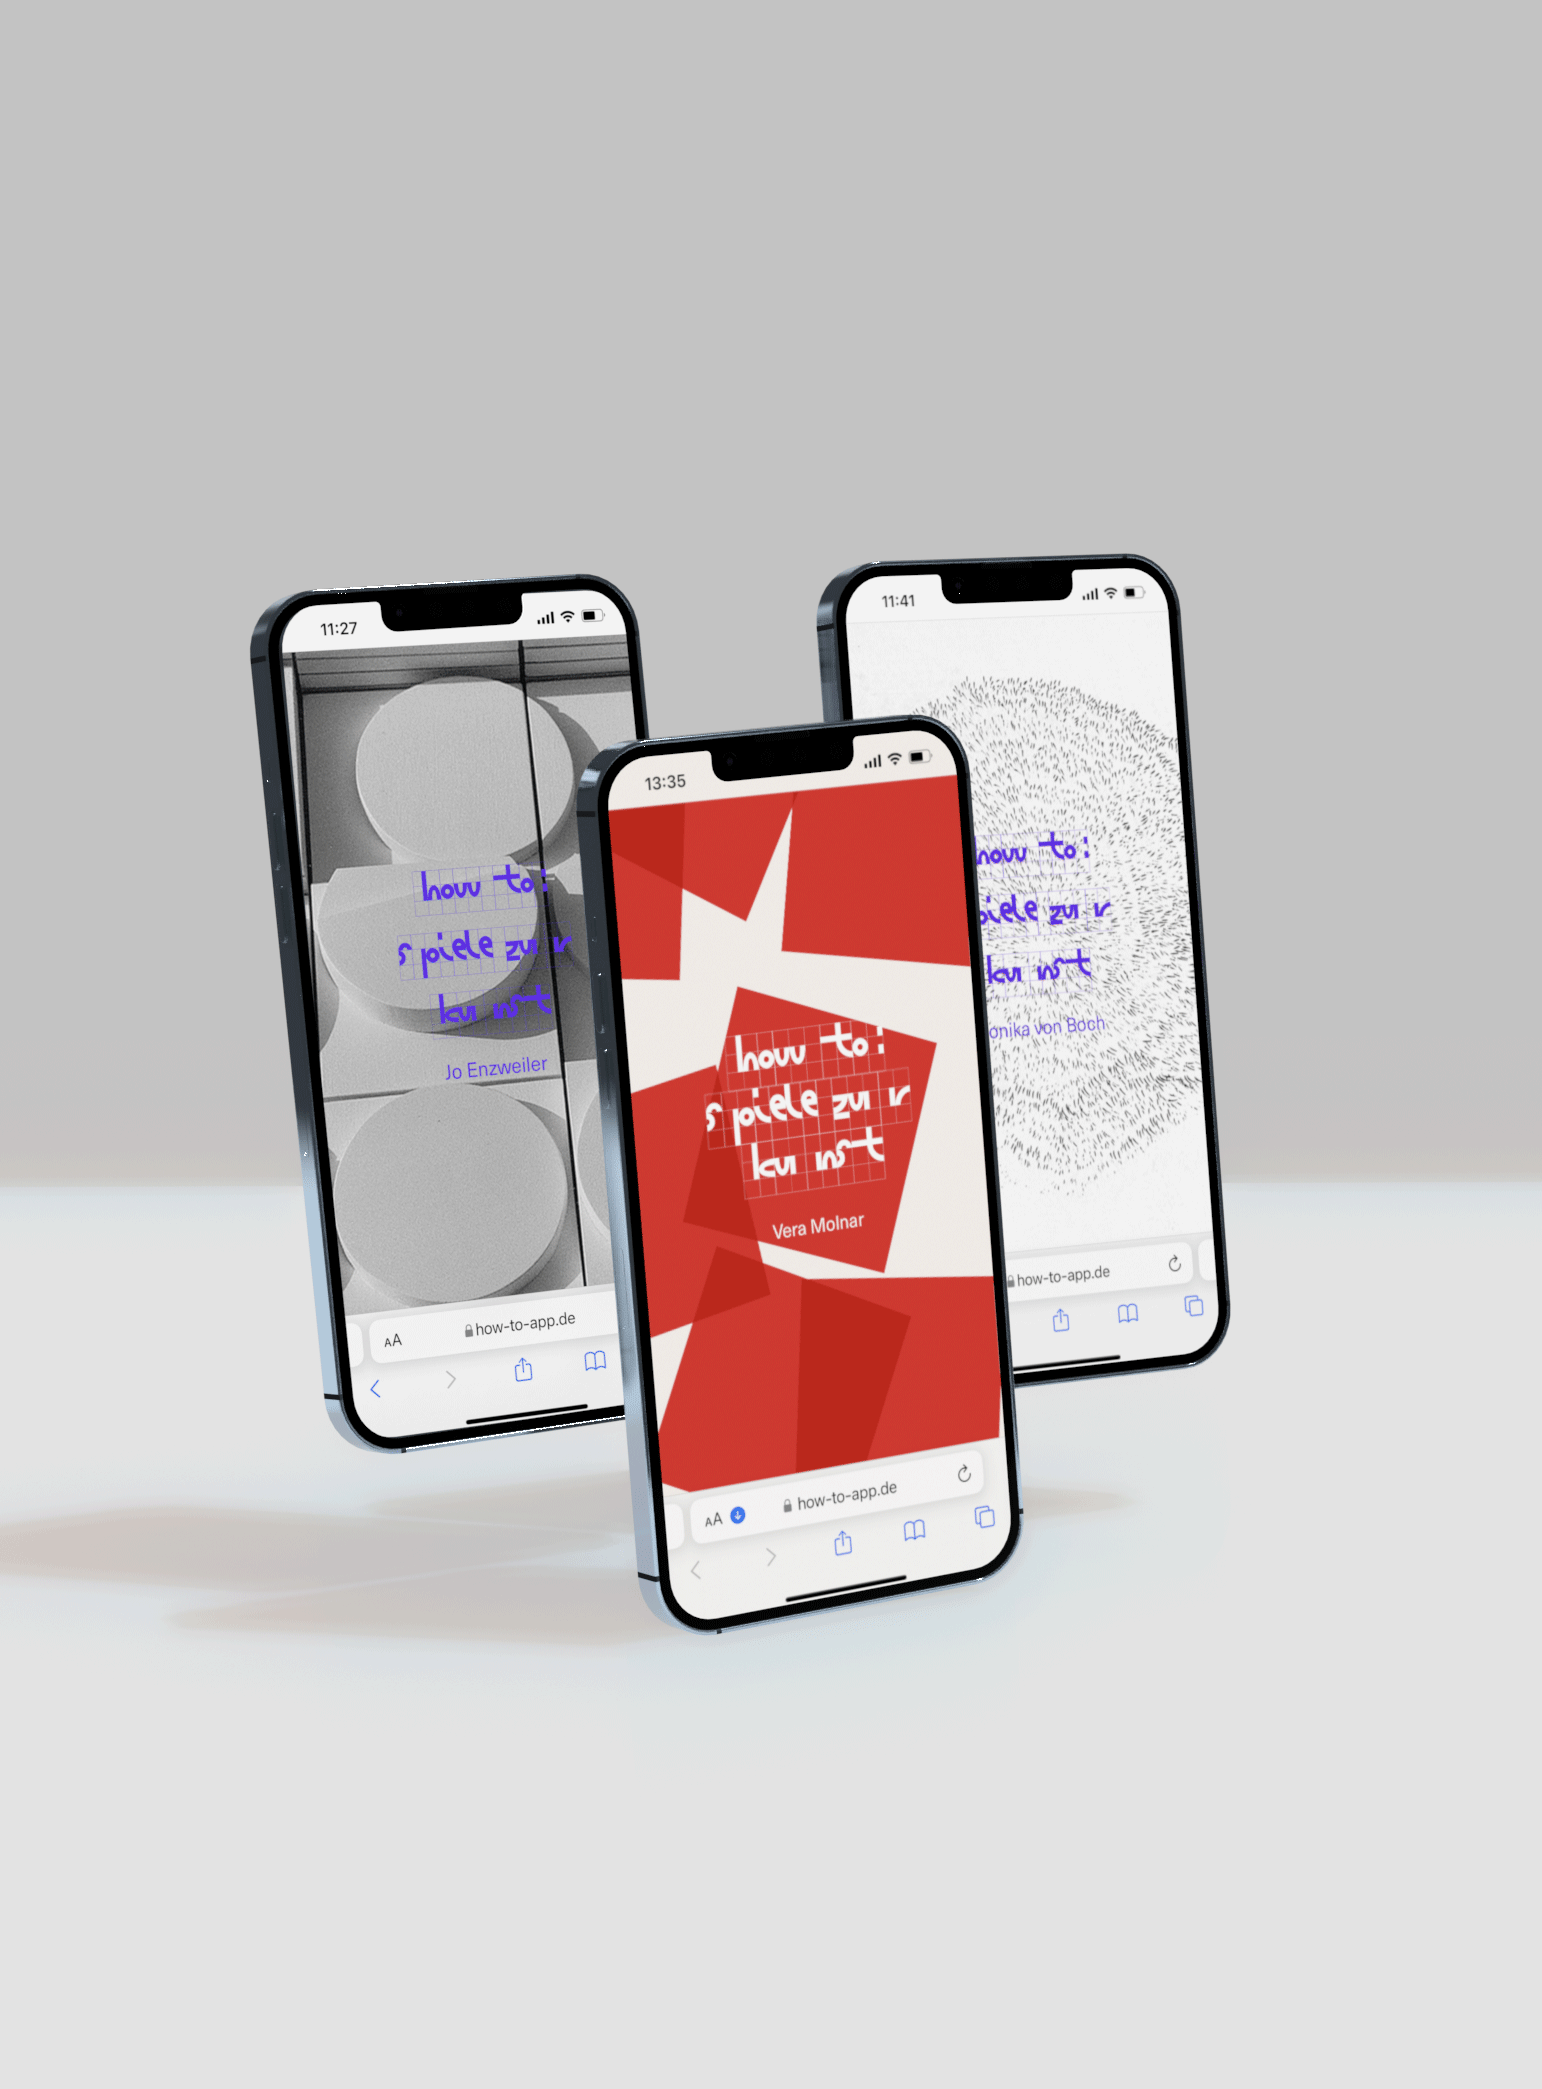 11:27
how to:
spiele zur
kunst
Jo Enzweiler
AA how-to-app.de
13:35
how to:
spiele zur
kunst
Vera Molnar
AA how-to-app.de
11:41
how to:
piele zur
kunst
onika von Boch
how-to-app.de